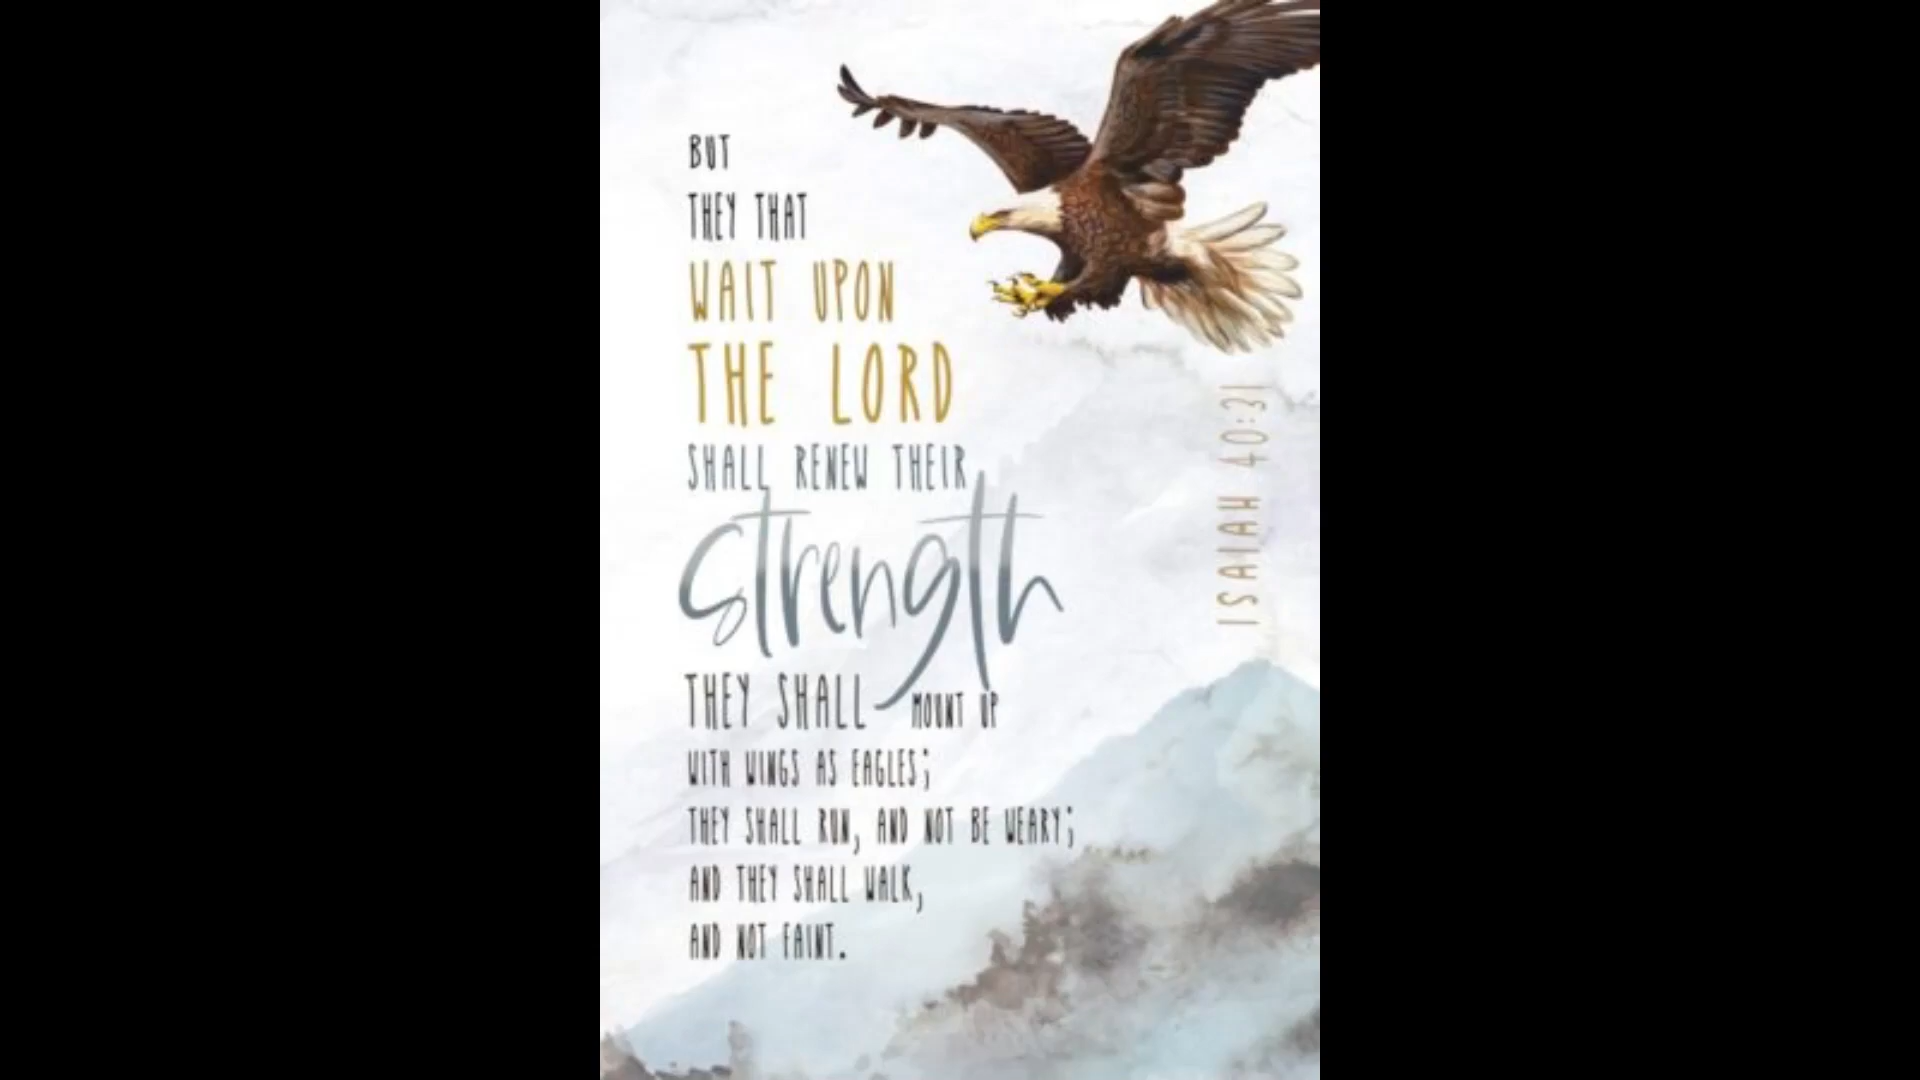 BUT
THEY THAT
WAIT UPON
THE LORD
SHALL RENEW THEIR
strength
THEY SHALL MOUNT UP
WITH WINGS AS EAGLES;
THEY SHALL RUN, AND NOT BE WEARY;
AND THEY SHALL WALK,
AND NOT FAINT.
ISAIAH 40:31